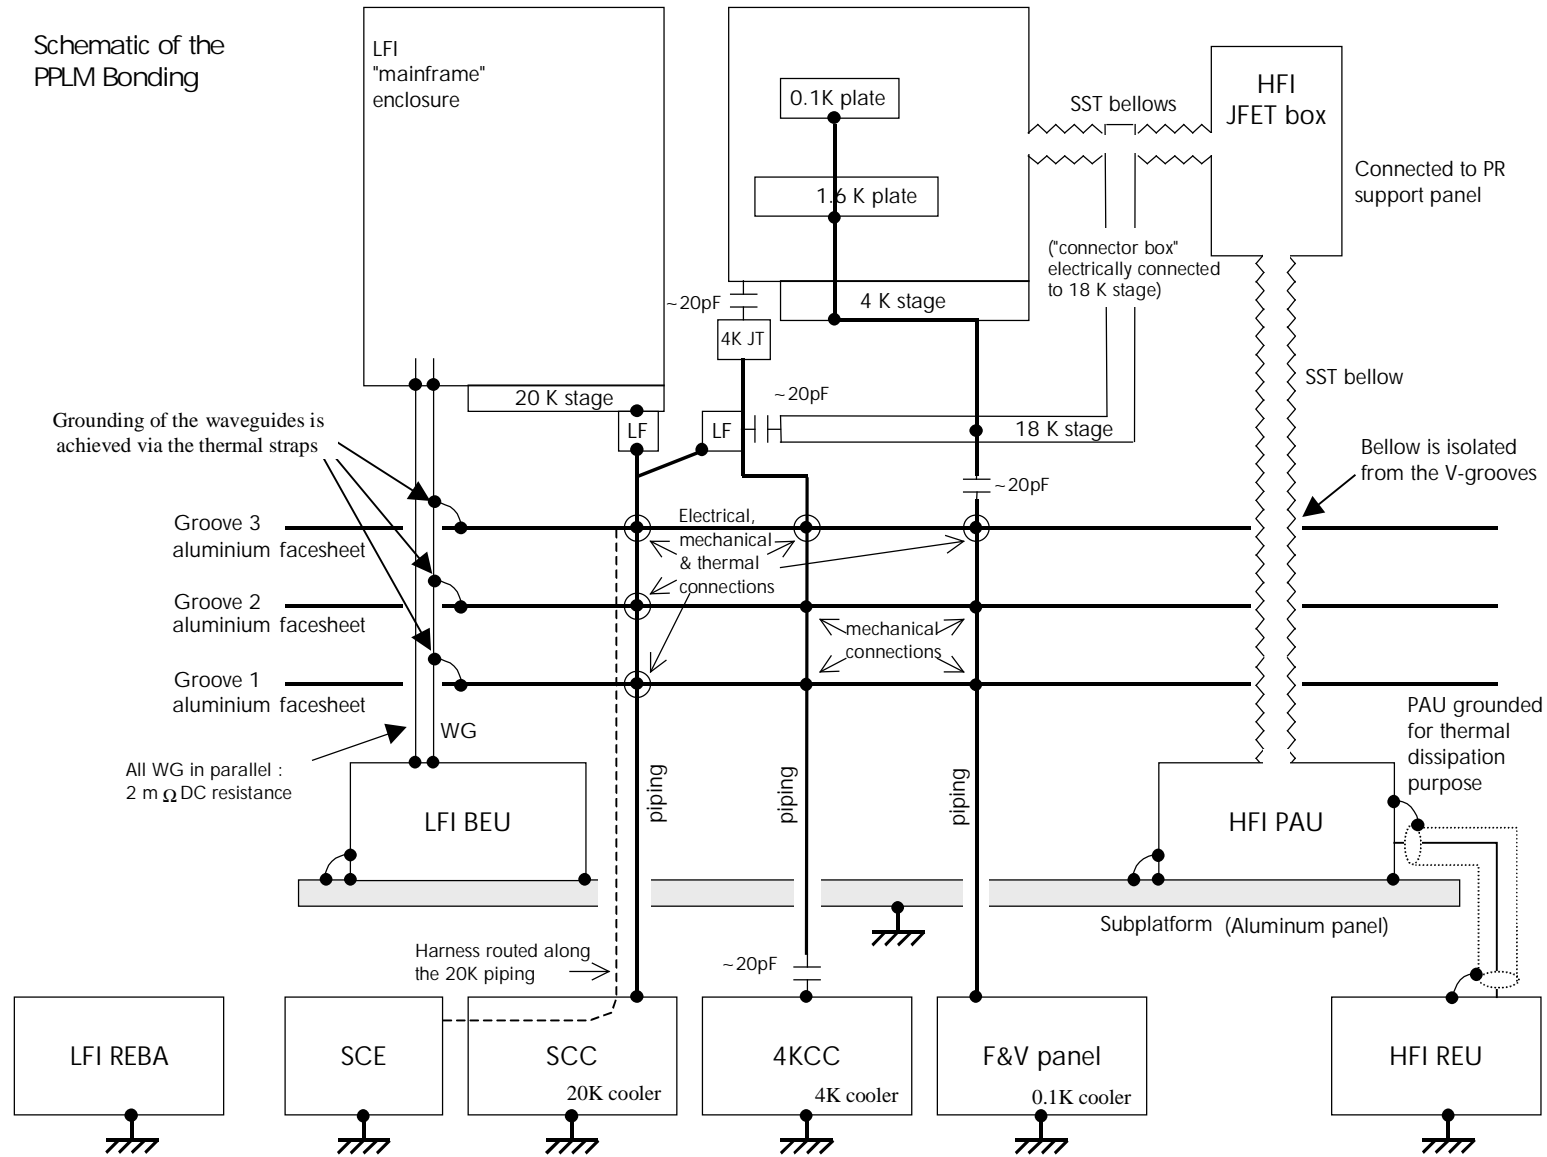 Schematic of the
PPLM Bonding
LFI
"mainframe"
enclosure
0.1K plate
1.6 K plate
SST bellows
HFI
JFET box
Connected to PR
support panel
("connector box"
electrically connected
to 18 K stage)
~20pF
4 K stage
4K JT
SST bellow
20 K stage
~20pF
LF
LF
18 K stage
Grounding of the waveguides is
achieved via the thermal straps
Bellow is isolated
from the V-grooves
~20pF
Groove 3
aluminium facesheet
Electrical,
mechanical
& thermal
connections
Groove 2
aluminium facesheet
mechanical
connections
Groove 1
aluminium facesheet
WG
PAU grounded
for thermal
dissipation
purpose
All WG in parallel :
2 m Ω DC resistance
piping
piping
piping
LFI BEU
HFI PAU
Subplatform (Aluminum panel)
Harness routed along
the 20K piping
~20pF
LFI REBA
SCE
SCC
20K cooler
4KCC
4K cooler
F&V panel
0.1K cooler
HFI REU